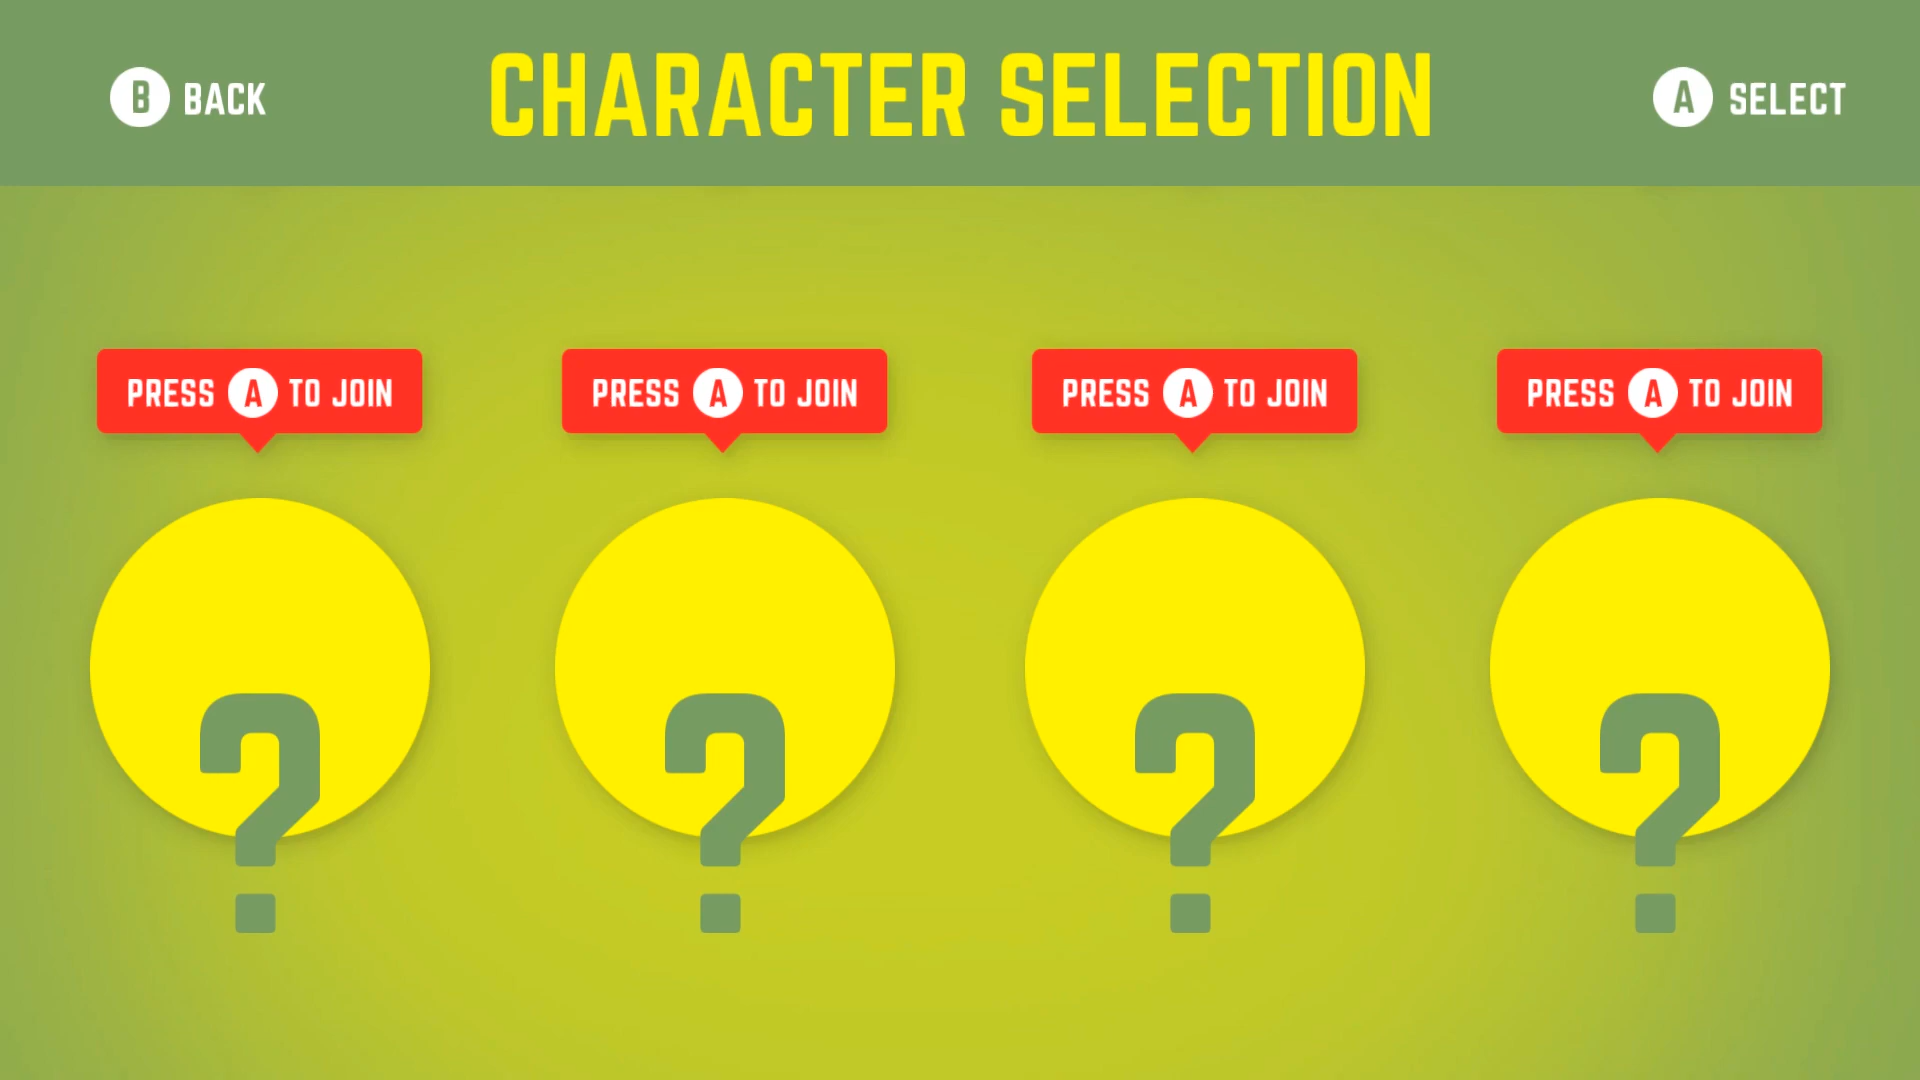 B BACK
CHARACTER SELECTION
A SELECT
PRESS A TO JOIN
PRESS A TO JOIN
PRESS A TO JOIN
PRESS A TO JOIN
?
?
?
?